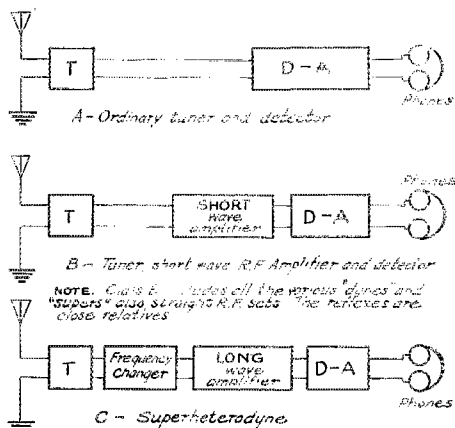 T
D-A
Phones
A - Ordinary tuner and detector
Phones
T
SHORT
wave
amplifier
D-A
B - Tuner, short wave R.F. Amplifier and detector
NOTE. Class B includes all the various "dynes" and
"supers" also straight R.F. sets. The reflexes are
close relatives
T
Frequency
Changer
LONG
wave
amplifier
D-A
Phones
C - Superheterodyne